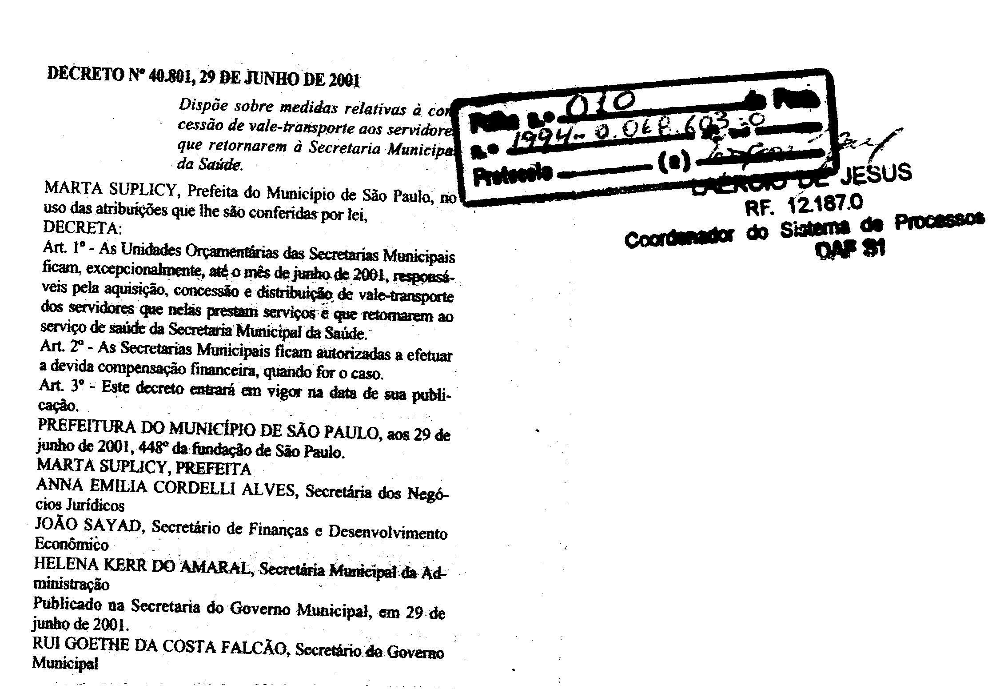 DECRETO Nº 40.801, 29 DE JUNHO DE 2001
Dispõe sobre medidas relativas à con
cessão de vale-transporte aos servidore
que retornarem à Secretaria Municipa
da Saúde.
MARTA SUPLICY, Prefeita do Município de São Paulo, no
uso das atribuições que lhe são conferidas por lei,
DECRETA:
Art. 1º - As Unidades Orçamentárias das Secretarias Municipais
ficam, excepcionalmente, até o mês de junho de 2001, responsá-
veis pela aquisição, concessão e distribuição de vale-transporte
dos servidores que nelas prestam serviços e que retornarem ao
serviço de saúde da Secretaria Municipal da Saúde.
Art. 2º - As Secretarias Municipais ficam autorizadas a efetuar
a devida compensação financeira, quando for o caso.
Art. 3º - Este decreto entrará em vigor na data de sua publi-
cação.
PREFEITURA DO MUNICÍPIO DE SÃO PAULO, aos 29 de
junho de 2001, 448º da fundação de São Paulo.
MARTA SUPLICY, PREFEITA
ANNA EMILIA CORDELLI ALVES, Secretária dos Negó-
cios Jurídicos
JOÃO SAYAD, Secretário de Finanças e Desenvolvimento
Econômico
HELENA KERR DO AMARAL, Secretária Municipal da Ad-
ministração
Publicado na Secretaria do Governo Municipal, em 29 de
junho de 2001.
RUI GOETHE DA COSTA FALCÃO, Secretário do Governo
Municipal
Folha n.º 010 do Proc.
n.º 1994-0.068.603-0
Protocolo (a)
LAERCIO DE JESUS
RF. 12.187.0
Coordenador do Sistema de Processos
DAF 31